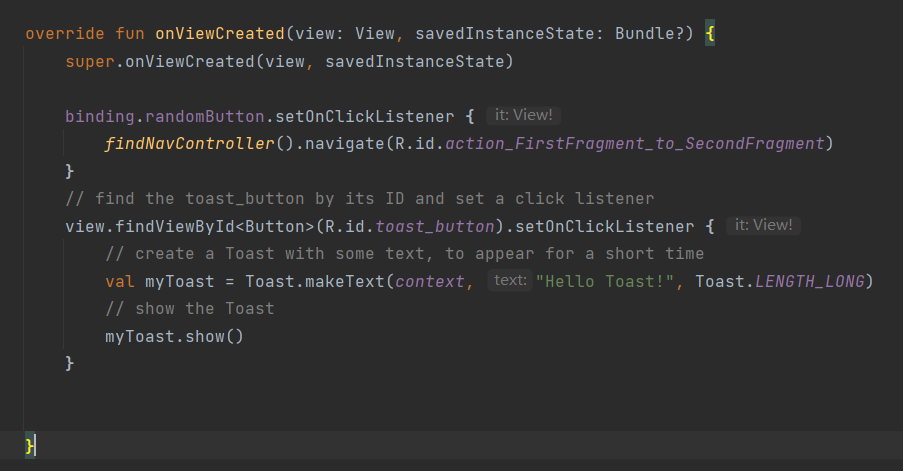 override fun onViewCreated(view: View, savedInstanceState: Bundle?) {
super.onViewCreated(view, savedInstanceState)
binding.randomButton.setOnClickListener { it: View!
findNavController().navigate(R.id.action_FirstFragment_to_SecondFragment)
}
// find the toast_button by its ID and set a click listener
view.findViewById<Button>(R.id.toast_button).setOnClickListener { it: View!
// create a Toast with some text, to appear for a short time
val myToast = Toast.makeText(context, text: "Hello Toast!", Toast.LENGTH_LONG)
// show the Toast
myToast.show()
}
}